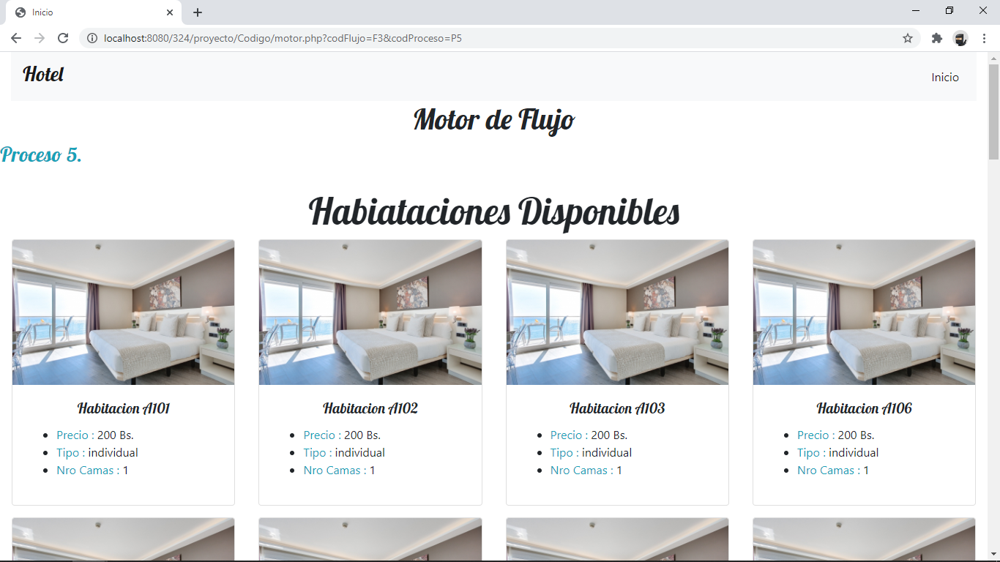 Inicio
localhost:8080/324/proyecto/Codigo/motor.php?codFlujo=F3&codProceso=P5
Hotel
Inicio
Motor de Flujo
Proceso 5.
Habiataciones Disponibles
Habitacion A101
Precio : 200 Bs.
Tipo : individual
Nro Camas : 1
Habitacion A102
Precio : 200 Bs.
Tipo : individual
Nro Camas : 1
Habitacion A103
Precio : 200 Bs.
Tipo : individual
Nro Camas : 1
Habitacion A106
Precio : 200 Bs.
Tipo : individual
Nro Camas : 1